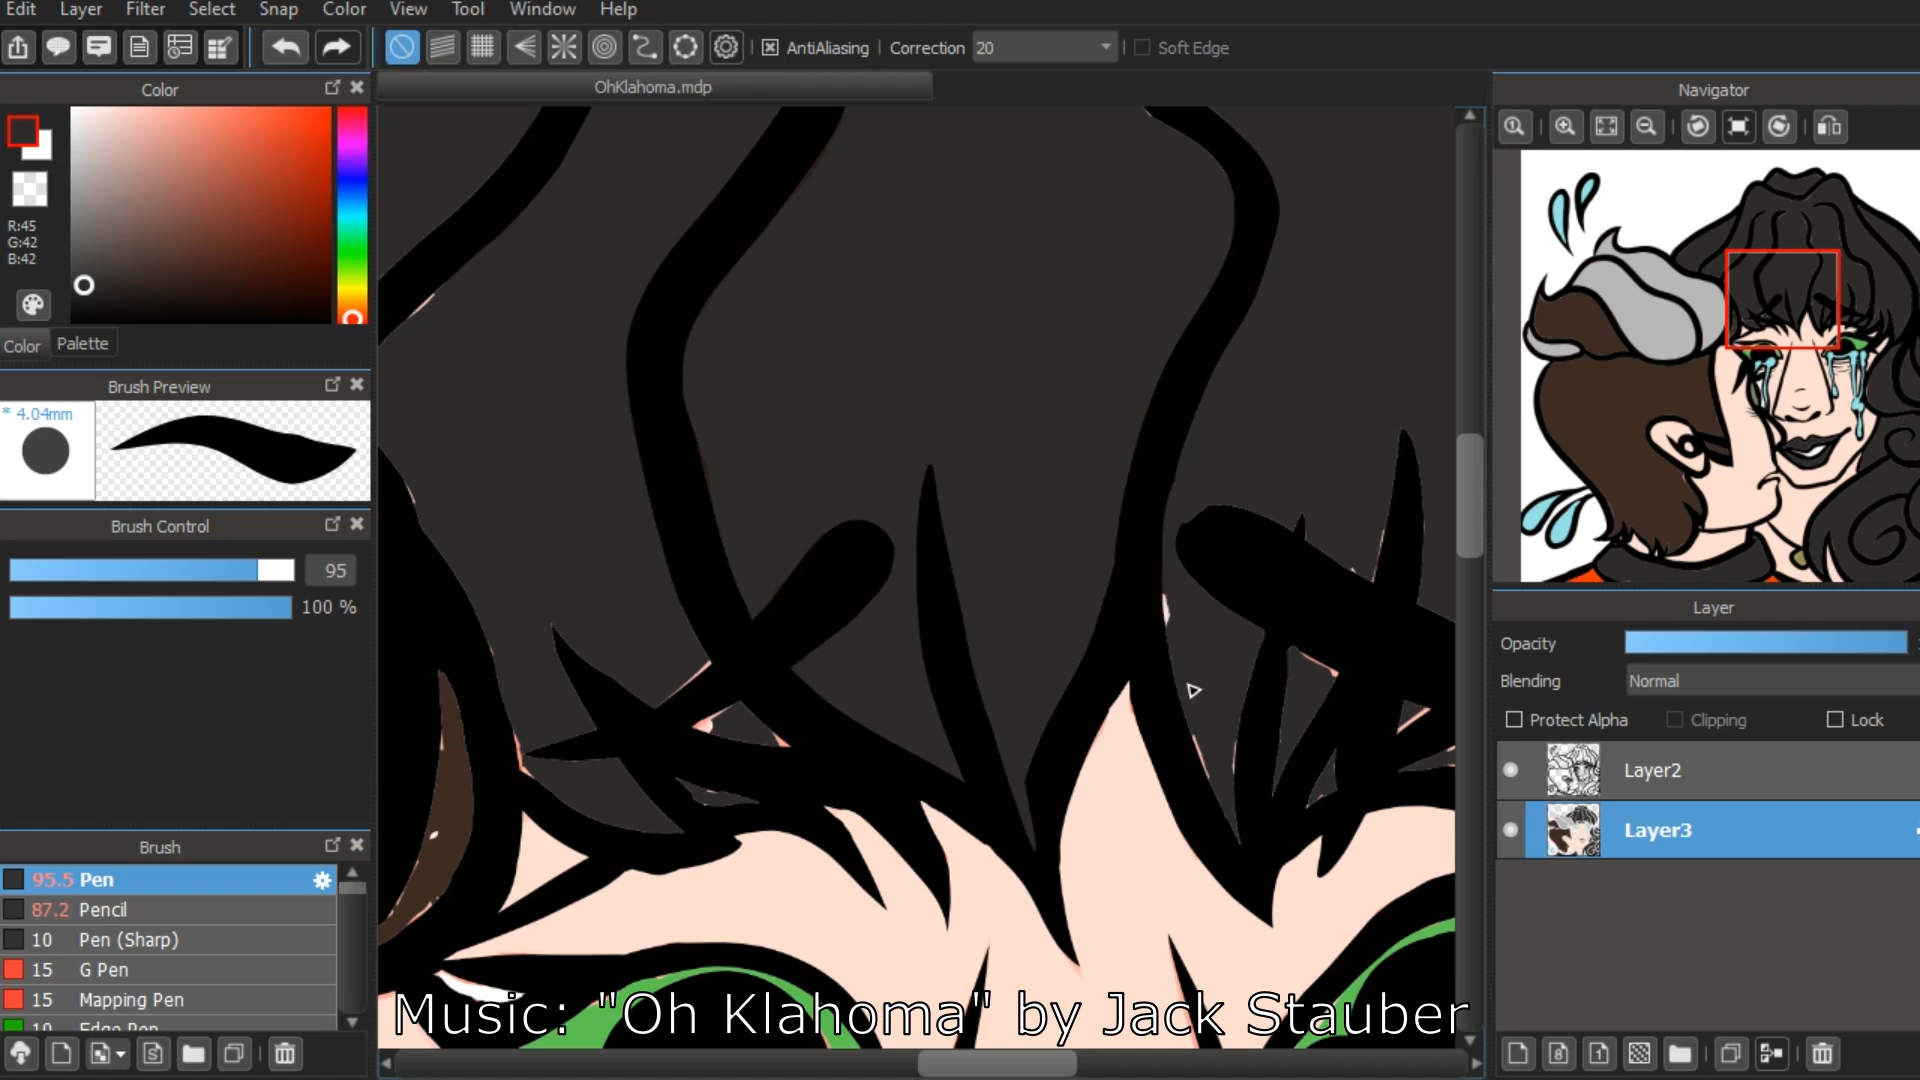 Edit Layer Filter Select Snap Color View Tool Window Help
AntiAliasing Correction 20 Soft Edge
Color
OhKlahoma.mdp
Navigator
R:45
G:42
B:42
Color Palette
Brush Preview
* 4.04mm
Brush Control
95
100 %
Layer
Opacity
Blending Normal
Protect Alpha Clipping Lock
Layer2
Layer3
Brush
95.5 Pen
87.2 Pencil
10 Pen (Sharp)
15 G Pen
15 Mapping Pen
10 Edge Pen
Music: "Oh Klahoma" by Jack Stauber